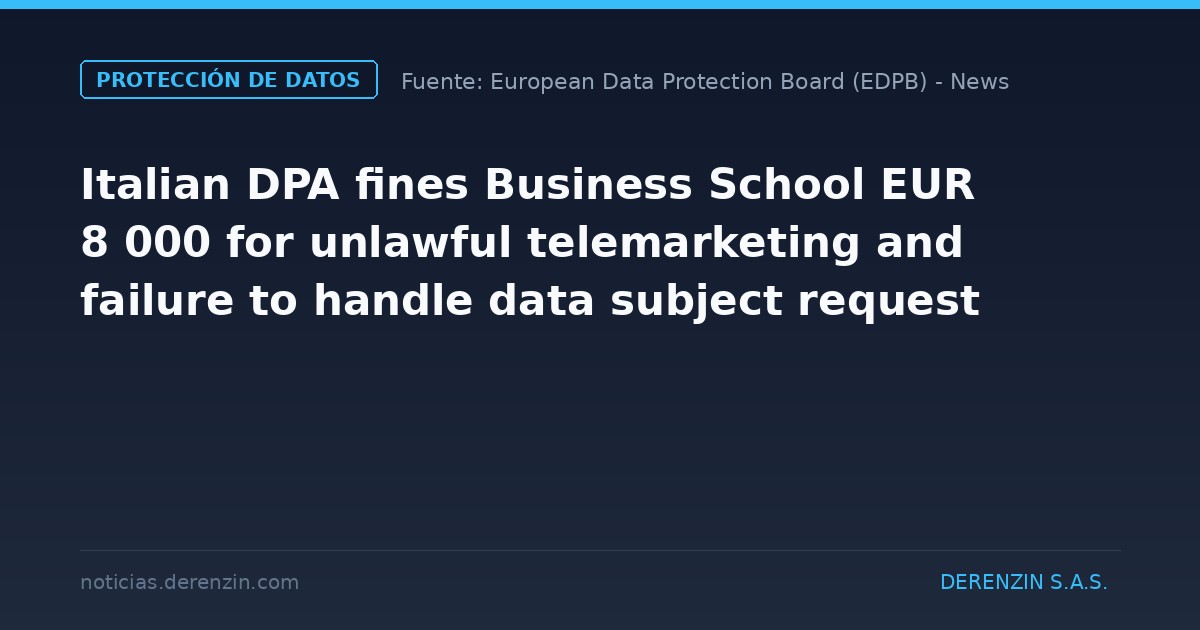 PROTECCIÓN DE DATOS
Fuente: European Data Protection Board (EDPB) - News
Italian DPA fines Business School EUR
8 000 for unlawful telemarketing and
failure to handle data subject request
noticias.derenzin.com
DERENZIN S.A.S.